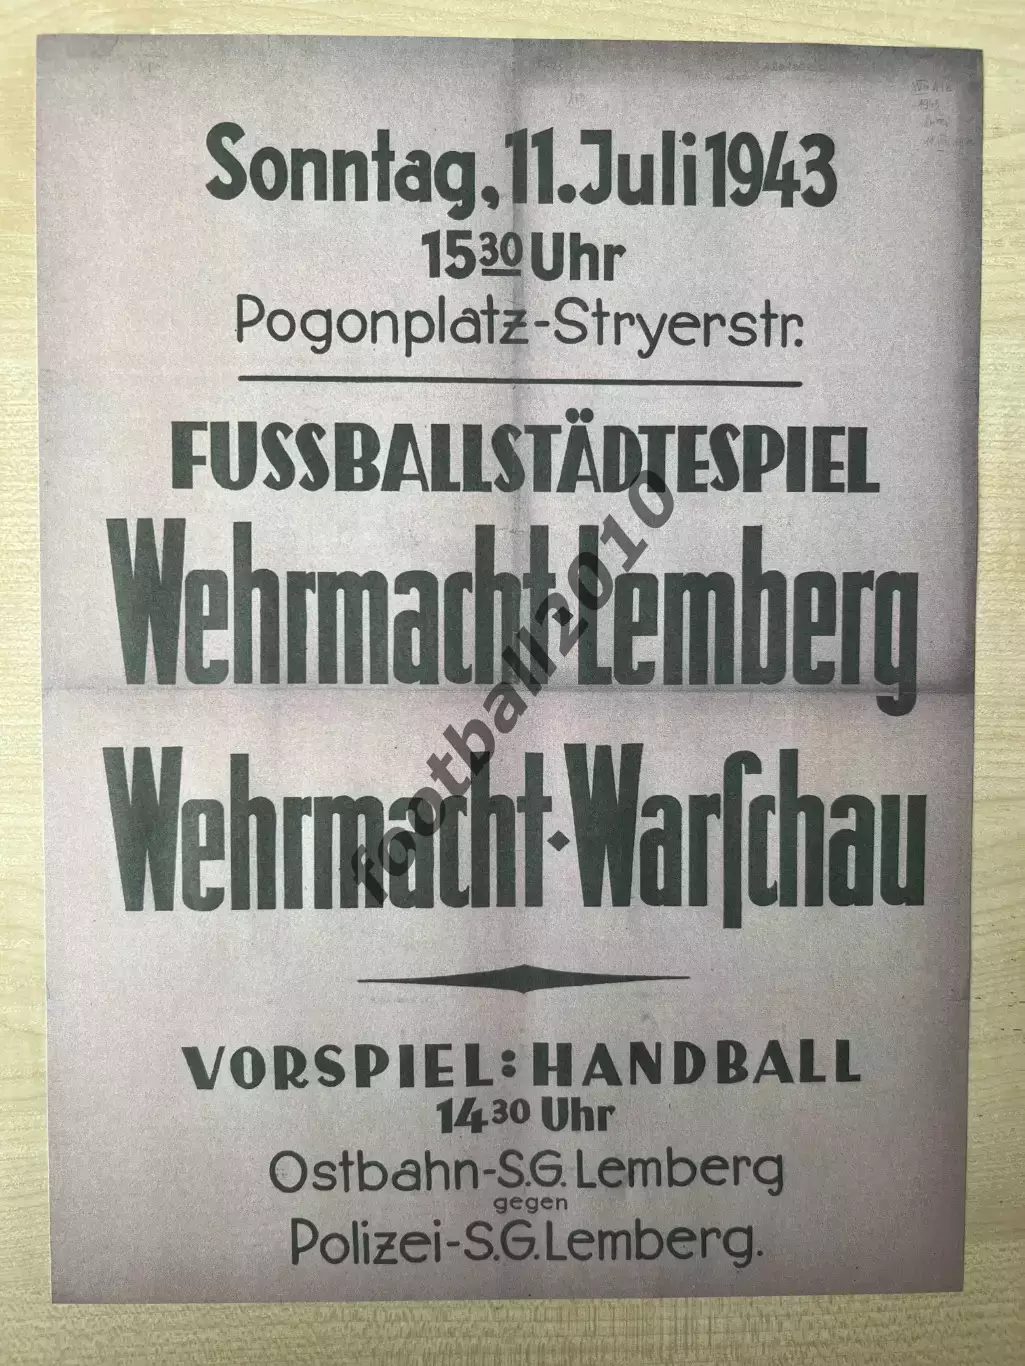 Sonntag, 11. Juli 1943
15 30 Uhr
Pogonplatz-Stryerstr.
FUSSBALLSTÄDTESPIEL
Wehrmacht·Lemberg
Wehrmacht·Warſchau
VORSPIEL: HANDBALL
14 30 Uhr
Ostbahn-S.G. Lemberg
gegen
Polizei-S.G. Lemberg.
football2010